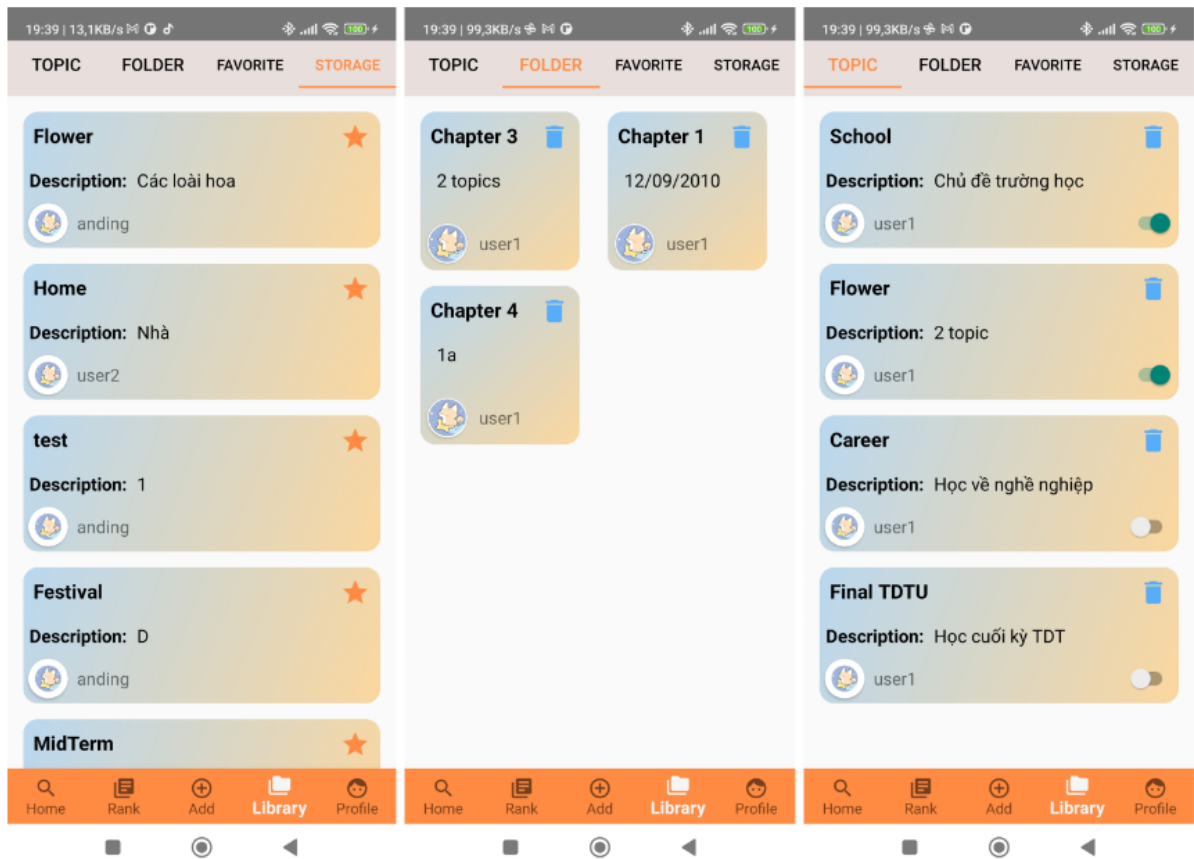 19:39 | 13,1KB/s
100
TOPIC FOLDER FAVORITE STORAGE
Flower
Description: Các loài hoa
anding
Home
Description: Nhà
user2
test
Description: 1
anding
Festival
Description: D
anding
MidTerm
Home Rank Add Library Profile
19:39 | 99,3KB/s
100
TOPIC FOLDER FAVORITE STORAGE
Chapter 3
2 topics
user1
Chapter 1
12/09/2010
user1
Chapter 4
1a
user1
Home Rank Add Library Profile
19:39 | 99,3KB/s
100
TOPIC FOLDER FAVORITE STORAGE
School
Description: Chủ đề trường học
user1
Flower
Description: 2 topic
user1
Career
Description: Học về nghề nghiệp
user1
Final TDTU
Description: Học cuối kỳ TDT
user1
Home Rank Add Library Profile